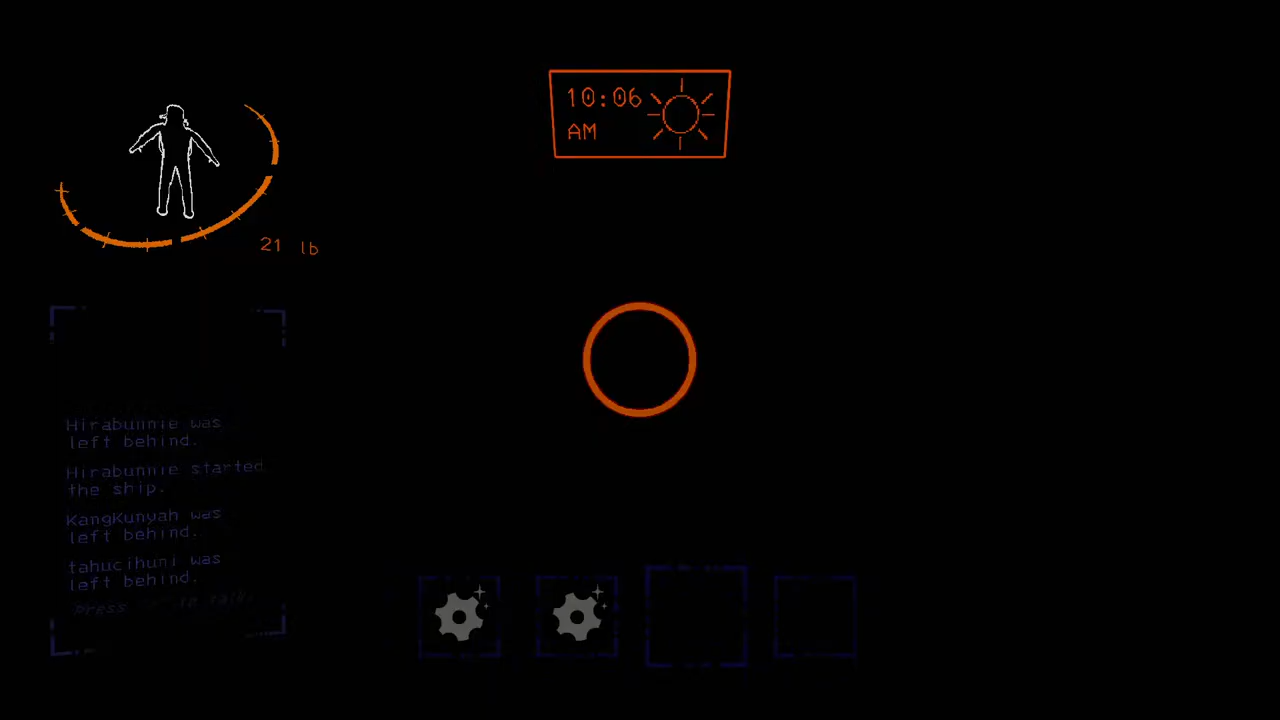 10:06
AM
21 lb
Hirabunnie was
left behind.
Hirabunnie started
the ship.
KangKunyah was
left behind.
tahucihuni was
left behind.
Press